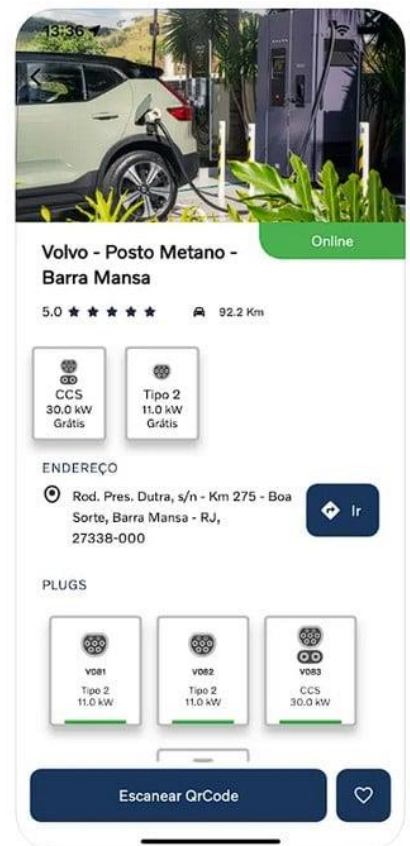 13:36
Online
Volvo - Posto Metano -
Barra Mansa
5.0 ★ ★ ★ ★ ★ 92.2 Km
CCS
30.0 kW
Grátis
Tipo 2
11.0 kW
Grátis
ENDEREÇO
Rod. Pres. Dutra, s/n - Km 275 - Boa
Sorte, Barra Mansa - RJ,
27338-000
Ir
PLUGS
V081
Tipo 2
11.0 kW
V082
Tipo 2
11.0 kW
V083
CCS
30.0 kW
Escanear QrCode